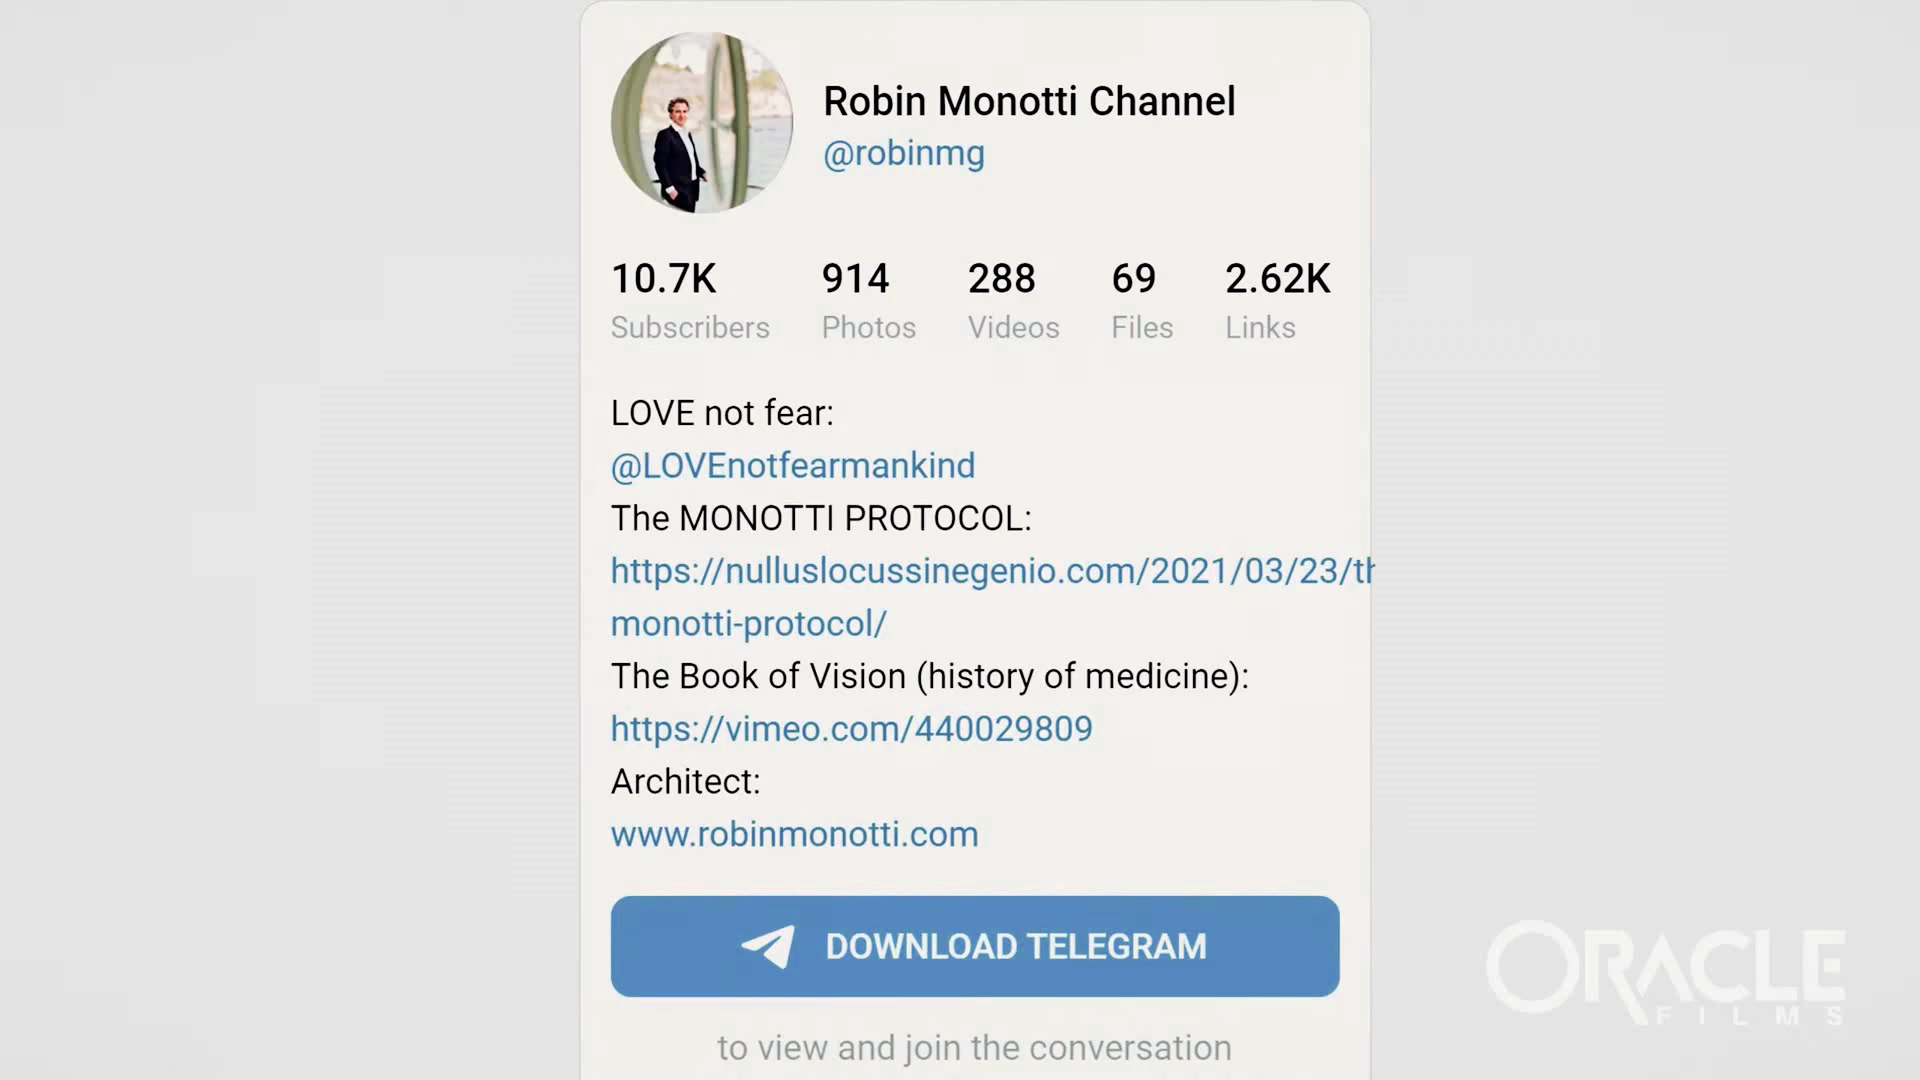 Robin Monotti Channel
@robinmg
10.7K 914 288 69 2.62K
Subscribers Photos Videos Files Links
LOVE not fear:
@LOVEnotfearmankind
The MONOTTI PROTOCOL:
https://nulluslocussinegenio.com/2021/03/23/th
monotti-protocol/
The Book of Vision (history of medicine):
https://vimeo.com/440029809
Architect:
www.robinmonotti.com
DOWNLOAD TELEGRAM
to view and join the conversation
ORACLE
FILMS